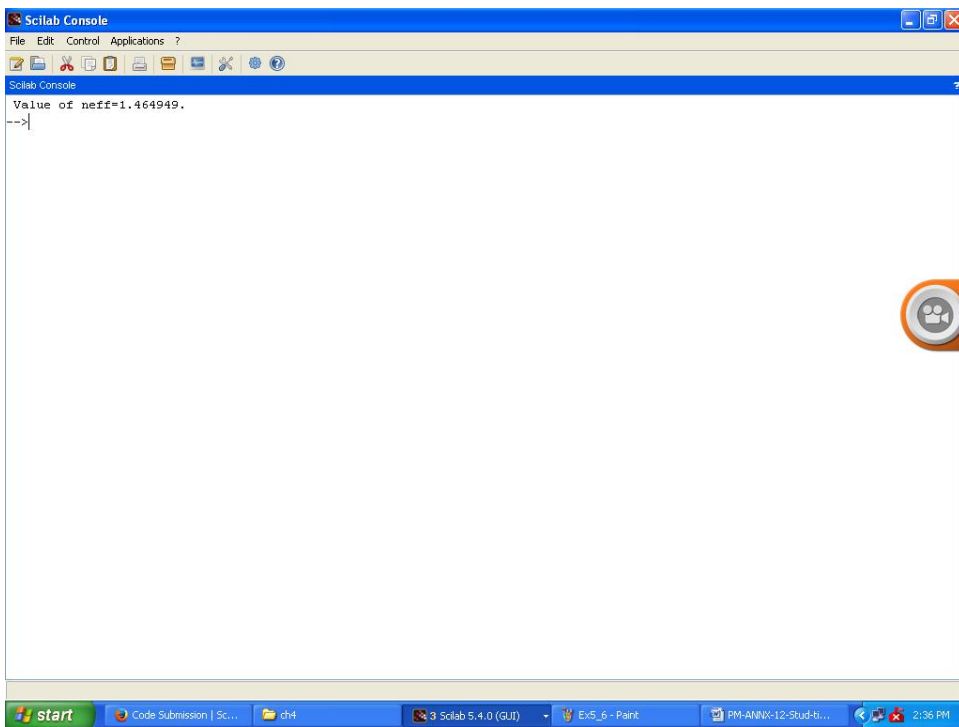 Scilab Console
File Edit Control Applications ?
Scilab Console ?
Value of neff=1.464949.
-->
start Code Submission | Sc... ch4 3 Scilab 5.4.0 (GUI) Ex5_6 - Paint PM-ANNX-12-Stud-ti... 2:36 PM